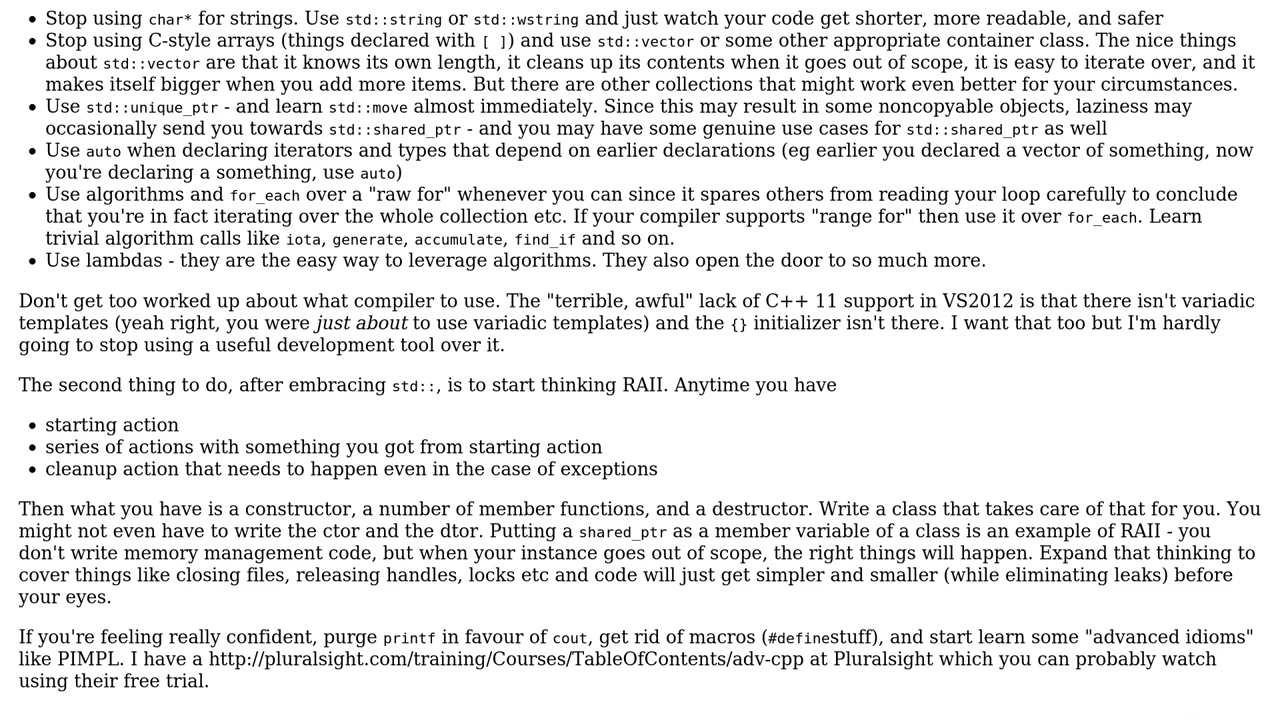 • Stop using char* for strings. Use std::string or std::wstring and just watch your code get shorter, more readable, and safer
• Stop using C-style arrays (things declared with [ ]) and use std::vector or some other appropriate container class. The nice things
about std::vector are that it knows its own length, it cleans up its contents when it goes out of scope, it is easy to iterate over, and it
makes itself bigger when you add more items. But there are other collections that might work even better for your circumstances.
• Use std::unique_ptr - and learn std::move almost immediately. Since this may result in some noncopyable objects, laziness may
occasionally send you towards std::shared_ptr - and you may have some genuine use cases for std::shared_ptr as well
• Use auto when declaring iterators and types that depend on earlier declarations (eg earlier you declared a vector of something, now
you're declaring a something, use auto)
• Use algorithms and for_each over a "raw for" whenever you can since it spares others from reading your loop carefully to conclude
that you're in fact iterating over the whole collection etc. If your compiler supports "range for" then use it over for_each. Learn
trivial algorithm calls like iota, generate, accumulate, find_if and so on.
• Use lambdas - they are the easy way to leverage algorithms. They also open the door to so much more.
Don't get too worked up about what compiler to use. The "terrible, awful" lack of C++ 11 support in VS2012 is that there isn't variadic
templates (yeah right, you were just about to use variadic templates) and the {} initializer isn't there. I want that too but I'm hardly
going to stop using a useful development tool over it.
The second thing to do, after embracing std::, is to start thinking RAII. Anytime you have
• starting action
• series of actions with something you got from starting action
• cleanup action that needs to happen even in the case of exceptions
Then what you have is a constructor, a number of member functions, and a destructor. Write a class that takes care of that for you. You
might not even have to write the ctor and the dtor. Putting a shared_ptr as a member variable of a class is an example of RAII - you
don't write memory management code, but when your instance goes out of scope, the right things will happen. Expand that thinking to
cover things like closing files, releasing handles, locks etc and code will just get simpler and smaller (while eliminating leaks) before
your eyes.
If you're feeling really confident, purge printf in favour of cout, get rid of macros (#definestuff), and start learn some "advanced idioms"
like PIMPL. I have a http://pluralsight.com/training/Courses/TableOfContents/adv-cpp at Pluralsight which you can probably watch
using their free trial.